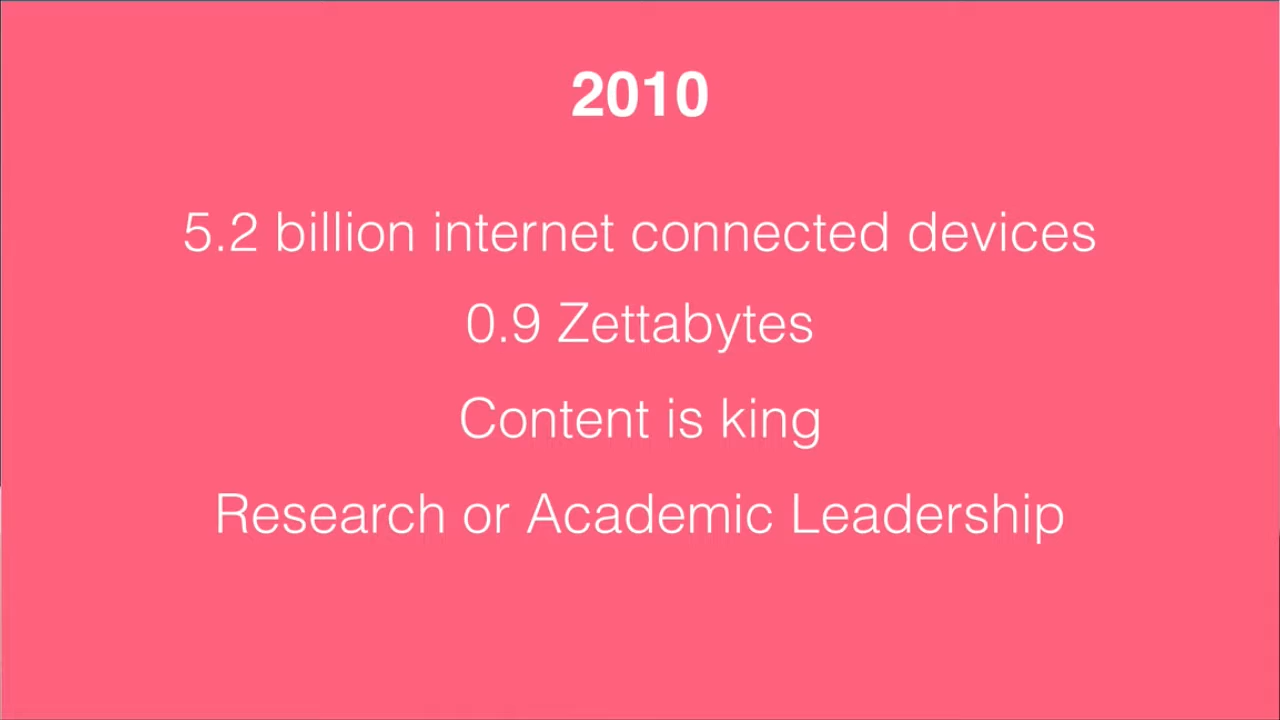 2010
5.2 billion internet connected devices
0.9 Zettabytes
Content is king
Research or Academic Leadership